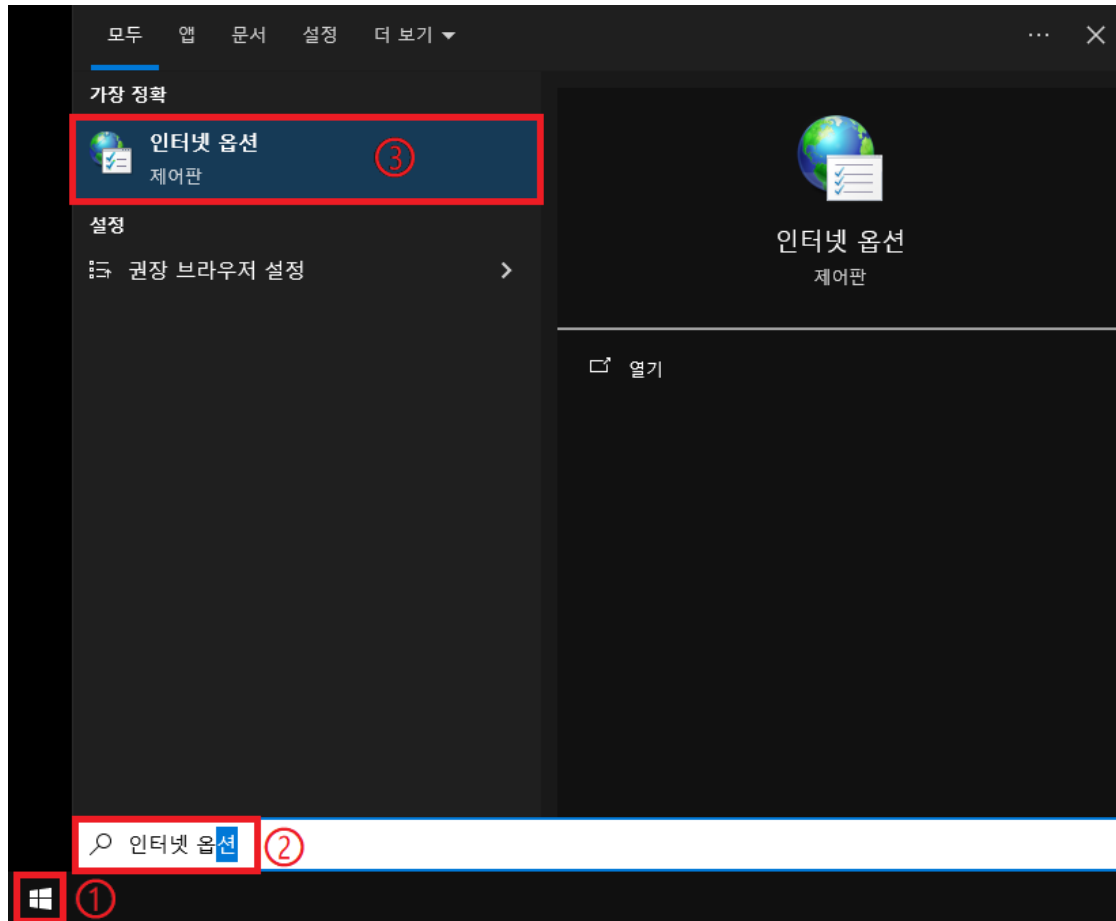 모두 앱 문서 설정 더 보기
가장 정확
인터넷 옵션
제어판
③
설정
권장 브라우저 설정
인터넷 옵션
제어판
열기
인터넷 옵션 ②
①